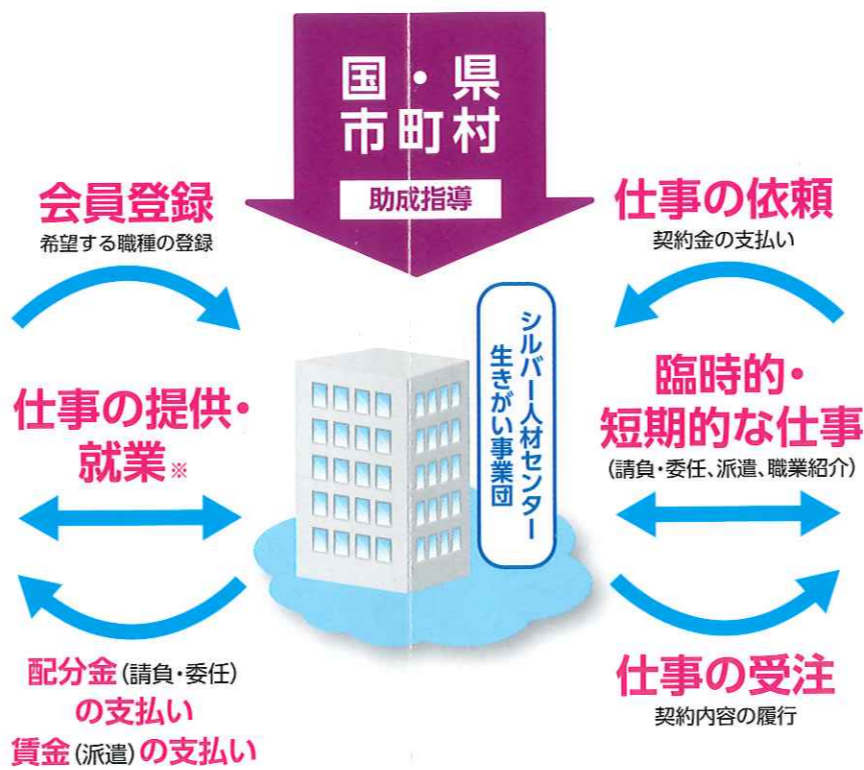 国・県
市町村
助成指導
会員登録
希望する職種の登録
仕事の提供・
就業※
配分金(請負・委任)
の支払い
賃金(派遣)の支払い
シルバー人材センター
生きがい事業団
仕事の依頼
契約金の支払い
臨時的・
短期的な仕事
(請負・委任、派遣、職業紹介)
仕事の受注
契約内容の履行